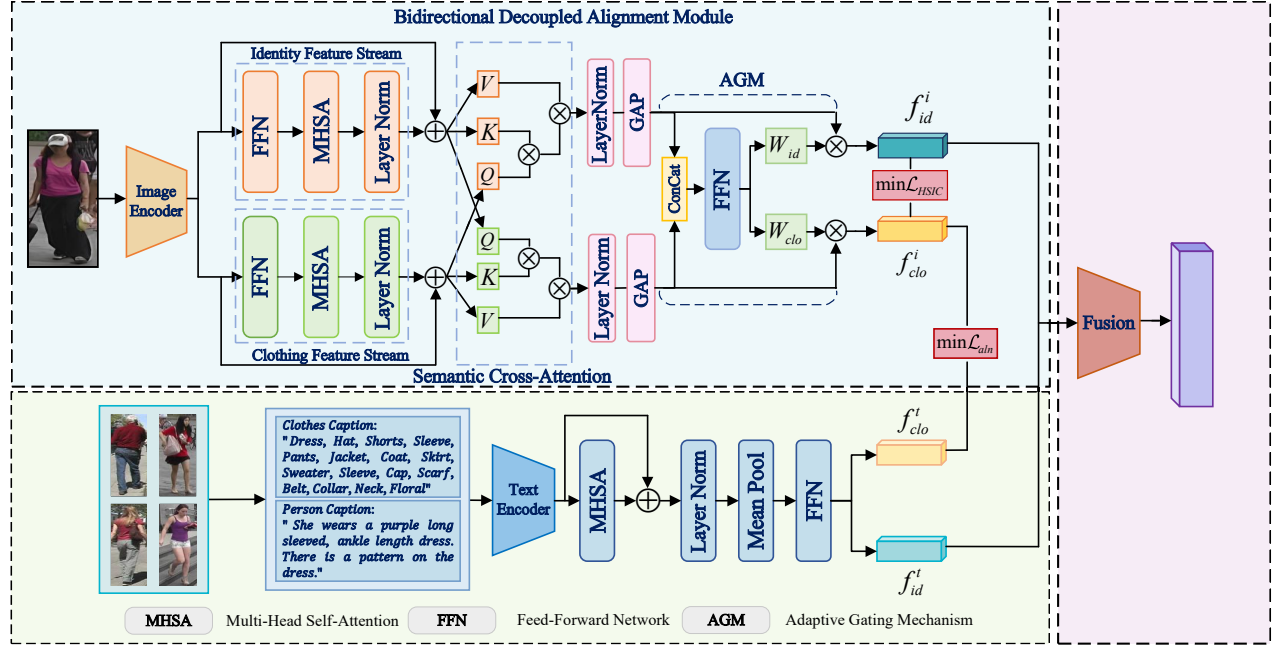 Bidirectional Decoupled Alignment Module
Identity Feature Stream
FFN
MHSA
Layer Norm
Image
Encoder
FFN
MHSA
Layer Norm
Clothing Feature Stream
V
K
Q
Q
K
V
Semantic Cross-Attention
LayerNorm
GAP
Layer Norm
GAP
AGM
ConCat
FFN
W_id
W_clo
f^i_id
min L_HSIC
f^i_clo
min L_aln
Fusion
Clothes Caption:
" Dress, Hat, Shorts, Sleeve,
Pants, Jacket, Coat, Skirt,
Sweater, Sleeve, Cap, Scarf,
Belt, Collar, Neck, Floral"
Person Caption:
" She wears a purple long
sleeved, ankle length dress.
There is a pattern on the
dress."
Text
Encoder
MHSA
Layer Norm
Mean Pool
FFN
f^t_clo
f^t_id
MHSA Multi-Head Self-Attention FFN Feed-Forward Network AGM Adaptive Gating Mechanism